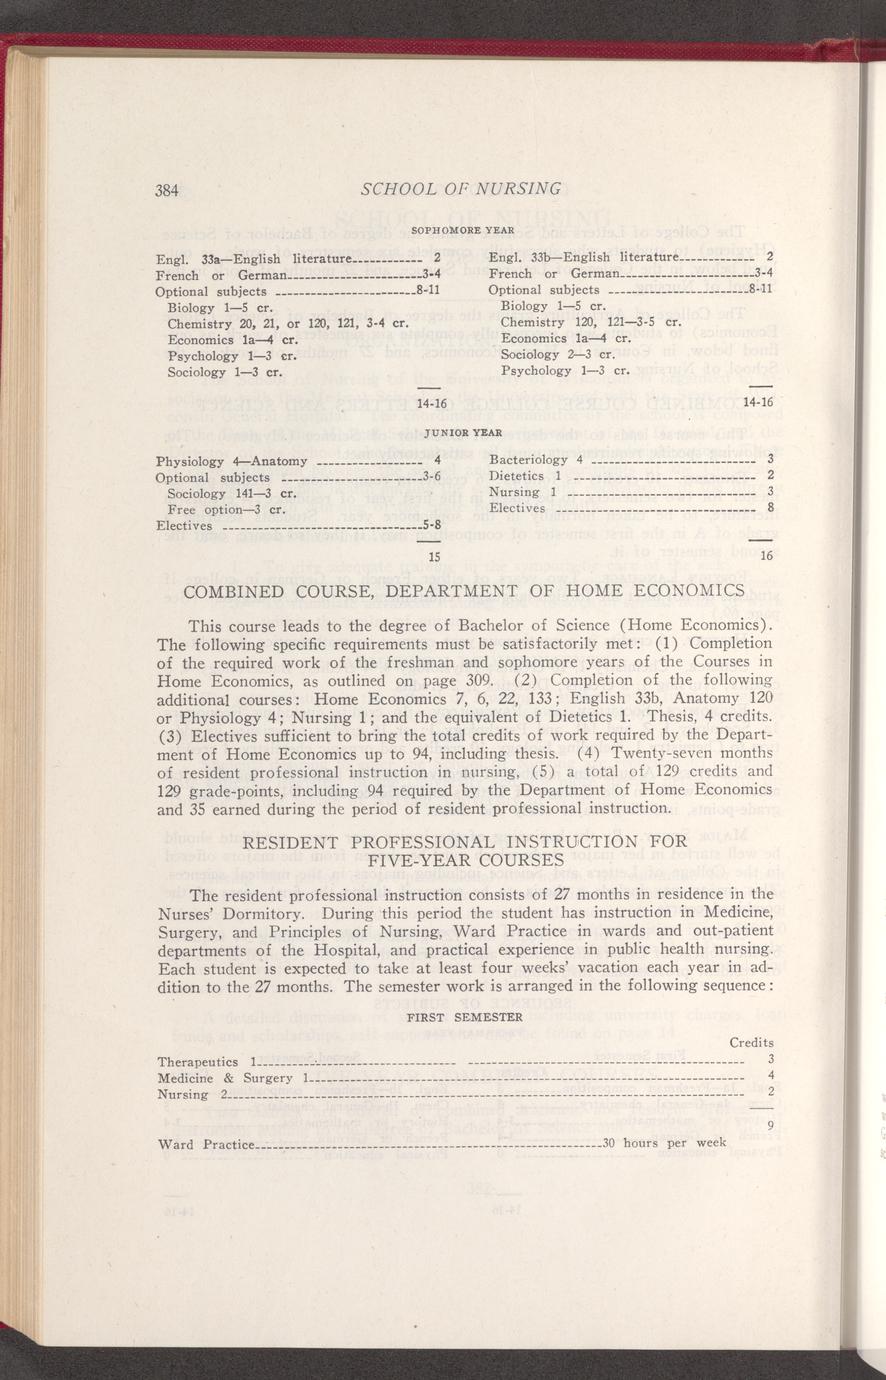 384
SCHOOL OF NURSING
SOPHOMORE YEAR
Engl. 33a—English literature 2
French or German 3-4
Optional subjects 8-11
Biology 1—5 cr.
Chemistry 20, 21, or 120, 121, 3-4 cr.
Economics 1a—4 cr.
Psychology 1—3 cr.
Sociology 1—3 cr.
14-16
Engl. 33b—English literature 2
French or German 3-4
Optional subjects 8-11
Biology 1—5 cr.
Chemistry 120, 121—3-5 cr.
Economics 1a—4 cr.
Sociology 2—3 cr.
Psychology 1—3 cr.
14-16
JUNIOR YEAR
Physiology 4—Anatomy 4
Optional subjects 3-6
Sociology 141—3 cr.
Free option—3 cr.
Electives 5-8
15
Bacteriology 4 3
Dietetics 1 2
Nursing 1 3
Electives 8
16
COMBINED COURSE, DEPARTMENT OF HOME ECONOMICS
This course leads to the degree of Bachelor of Science (Home Economics).
The following specific requirements must be satisfactorily met: (1) Completion
of the required work of the freshman and sophomore years of the Courses in
Home Economics, as outlined on page 309. (2) Completion of the following
additional courses: Home Economics 7, 6, 22, 133; English 33b, Anatomy 120
or Physiology 4; Nursing 1; and the equivalent of Dietetics 1. Thesis, 4 credits.
(3) Electives sufficient to bring the total credits of work required by the Depart-
ment of Home Economics up to 94, including thesis. (4) Twenty-seven months
of resident professional instruction in nursing, (5) a total of 129 credits and
129 grade-points, including 94 required by the Department of Home Economics
and 35 earned during the period of resident professional instruction.
RESIDENT PROFESSIONAL INSTRUCTION FOR
FIVE-YEAR COURSES
The resident professional instruction consists of 27 months in residence in the
Nurses' Dormitory. During this period the student has instruction in Medicine,
Surgery, and Principles of Nursing, Ward Practice in wards and out-patient
departments of the Hospital, and practical experience in public health nursing.
Each student is expected to take at least four weeks' vacation each year in ad-
dition to the 27 months. The semester work is arranged in the following sequence:
FIRST SEMESTER
Credits
Therapeutics 1 3
Medicine & Surgery 1 4
Nursing 2 2
9
Ward Practice 30 hours per week